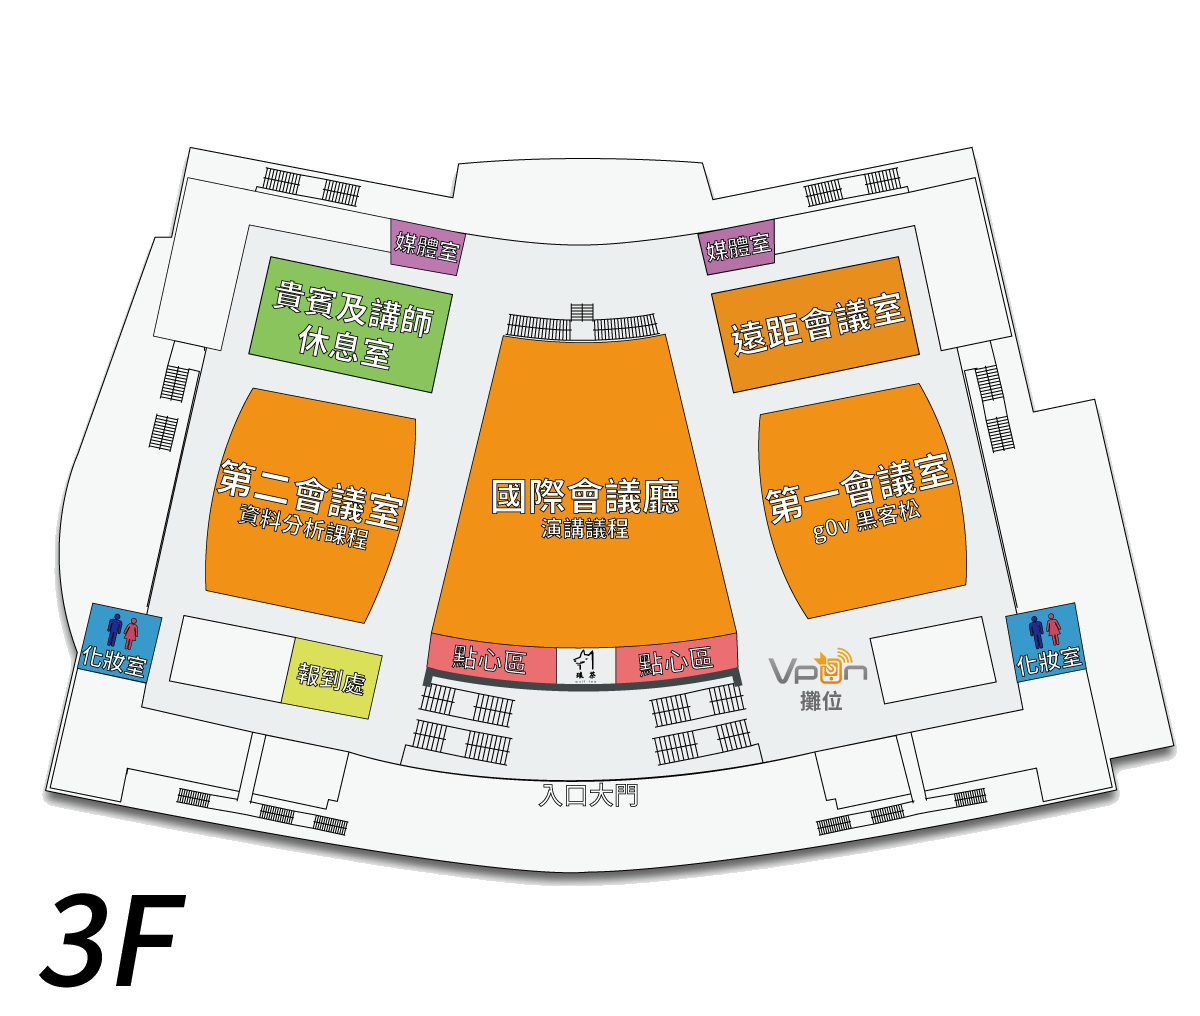 媒體室
媒體室
貴賓及講師
休息室
遠距會議室
第二會議室
資料分析課程
國際會議廳
演講議程
第一會議室
g0v 黑客松
化妝室
報到處
點心區
點心區
Vpon
攤位
化妝室
入口大門
3F